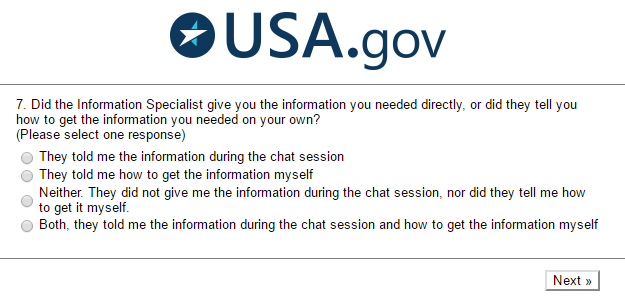 USA.gov
7. Did the Information Specialist give you the information you needed directly, or did they tell you
how to get the information you needed on your own?
(Please select one response)
They told me the information during the chat session
They told me how to get the information myself
Neither. They did not give me the information during the chat session, nor did they tell me how
to get it myself.
Both, they told me the information during the chat session and how to get the information myself
Next »